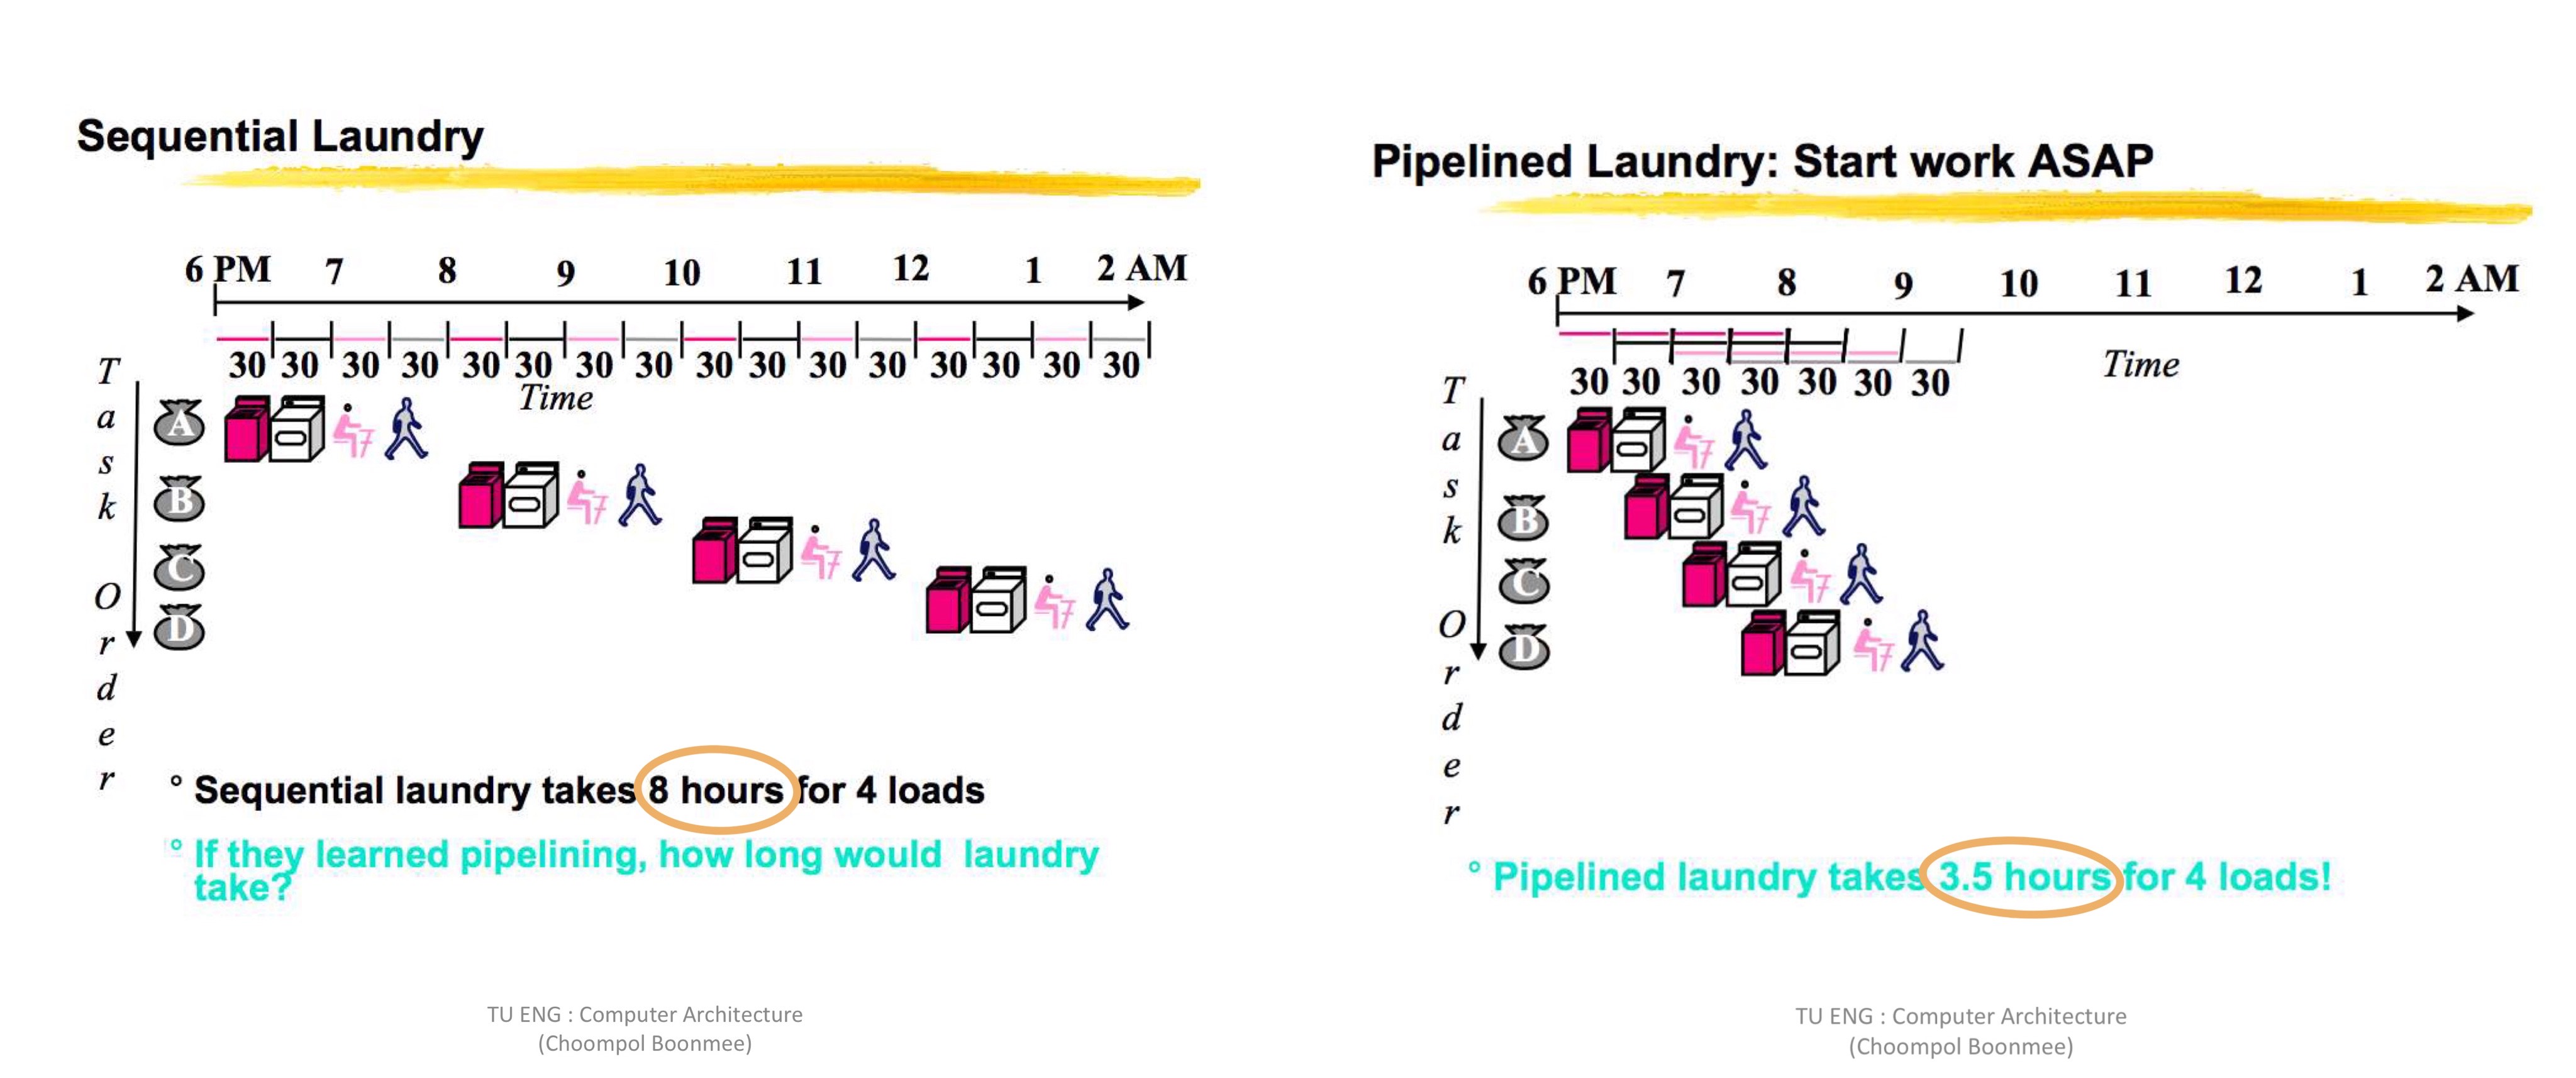 Sequential Laundry
6 PM 7 8 9 10 11 12 1 2 AM
30 30 30 30 30 30 30 30 30 30 30 30 30 30 30 30
Time
Task Order
A
B
C
D
° Sequential laundry takes 8 hours for 4 loads
° If they learned pipelining, how long would laundry
take?
TU ENG : Computer Architecture
(Choompol Boonmee)
Pipelined Laundry: Start work ASAP
6 PM 7 8 9 10 11 12 1 2 AM
Time
30 30 30 30 30 30 30
Task Order
A
B
C
D
° Pipelined laundry takes 3.5 hours for 4 loads!
TU ENG : Computer Architecture
(Choompol Boonmee)